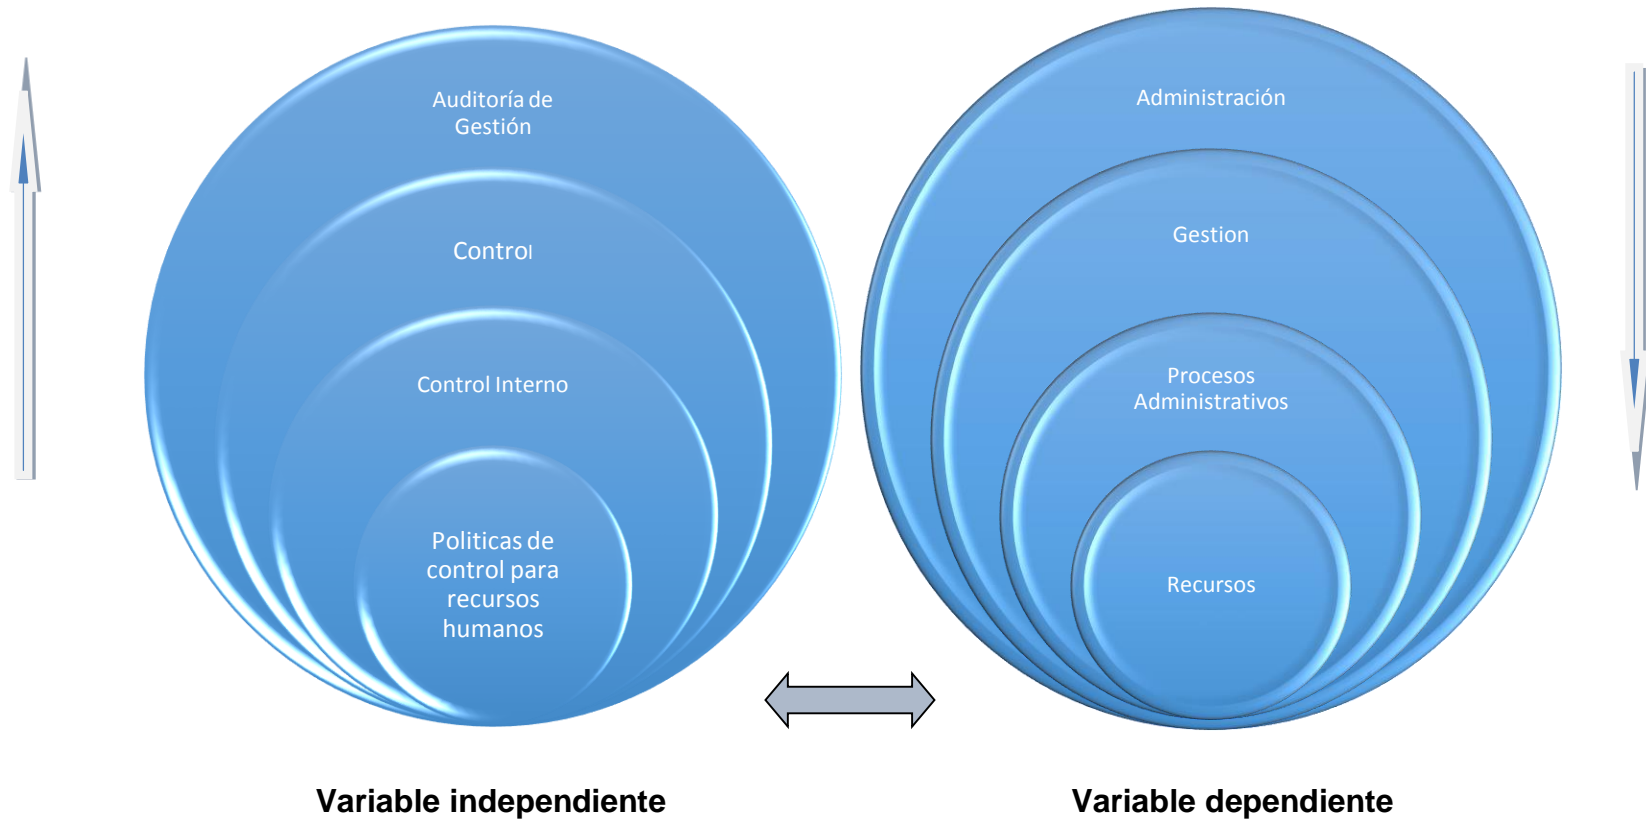 Auditoría de
Gestión
Control
Control Interno
Politicas de
control para
recursos
humanos
Administración
Gestion
Procesos
Administrativos
Recursos
Variable independiente
Variable dependiente